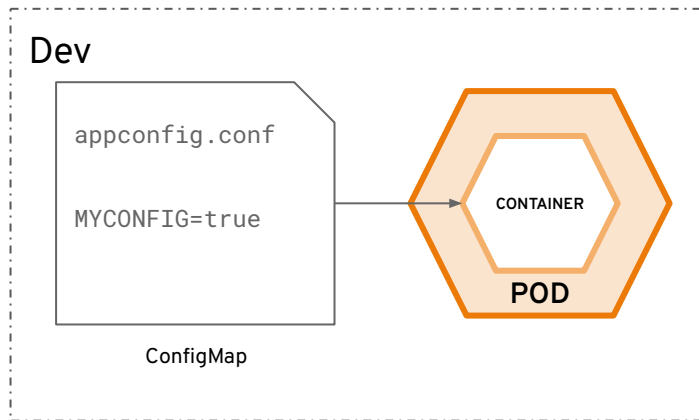 Dev
appconfig.conf
MYCONFIG=true
ConfigMap
CONTAINER
POD